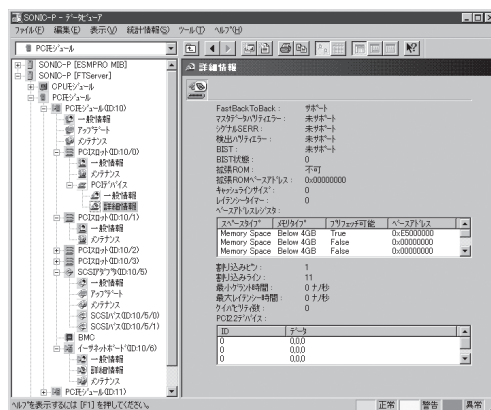 SONIC-P - ﾃﾞｰﾀﾋﾞｭｰｱ
ファイル(F) 編集(E) 表示(V) 統計情報(S) ツール(T) ヘルプ(H)
PCIﾓｼﾞｭｰﾙ
SONIC-P [ESMPRO MIB]
SONIC-P [FTServer]
CPUﾓｼﾞｭｰﾙ
PCIﾓｼﾞｭｰﾙ
PCIﾓｼﾞｭｰﾙ(ID:10)
一般情報
ｱｯﾌﾟﾃﾞｰﾄ
ﾒﾝﾃﾅﾝｽ
PCIｽﾛｯﾄ(ID:10/0)
一般情報
ﾒﾝﾃﾅﾝｽ
PCIﾃﾞﾊﾞｲｽ
一般情報
詳細情報
PCIｽﾛｯﾄ(ID:10/1)
一般情報
ﾒﾝﾃﾅﾝｽ
PCIｽﾛｯﾄ(ID:10/2)
PCIｽﾛｯﾄ(ID:10/3)
SCSIｱﾀﾞﾌﾟﾀ(ID:10/5)
一般情報
ｱｯﾌﾟﾃﾞｰﾄ
ﾒﾝﾃﾅﾝｽ
SCSIﾊﾞｽ(ID:10/5/0)
SCSIﾊﾞｽ(ID:10/5/1)
BMC
ｲｰｻﾈｯﾄﾎﾞｰﾄﾞ(ID:10/6)
一般情報
詳細情報
ﾒﾝﾃﾅﾝｽ
PCIﾓｼﾞｭｰﾙ(ID:11)
詳細情報
FastBackToBack : ｻﾎﾟｰﾄ
ﾏｽﾀﾃﾞｰﾀﾊﾟﾘﾃｨｴﾗｰ : 未ｻﾎﾟｰﾄ
ｼｸﾞﾅﾙSERR : 未ｻﾎﾟｰﾄ
検出ﾊﾟﾘﾃｨｴﾗｰ : 未ｻﾎﾟｰﾄ
BIST : 未ｻﾎﾟｰﾄ
BIST状態 : 0
拡張ROM : 不可
拡張ROMﾍﾞｰｽｱﾄﾞﾚｽ : 0x00000000
ｷｬｯｼｭﾗｲﾝｻｲｽﾞ : 0
ﾚｲﾃﾝｼｰﾀｲﾏｰ : 0
ﾍﾞｰｽｱﾄﾞﾚｽﾚｼﾞｽﾀ :
ｽﾍﾟｰｽﾀｲﾌﾟ ﾒﾓﾘﾀｲﾌﾟ ﾌﾟﾘﾌｪｯﾁ可能 ﾍﾞｰｽｱﾄﾞﾚｽ
Memory Space Below 4GB True 0xE5000000
Memory Space Below 4GB False 0x00000000
Memory Space Below 4GB False 0x00000000
割り込みﾋﾟﾝ : 1
割り込みﾗｲﾝ : 11
最小ｸﾞﾗﾝﾄ時間 : 0 ナノ秒
最大ﾚｲﾃﾝｼｰ時間 : 0 ナノ秒
ｹｲﾊﾟﾋﾞﾘﾃｨ数 : 0
PCI2.2ﾃﾞﾊﾞｲｽ :
ID ﾃﾞｰﾀ
0 0,0,0
0 0,0,0
0 0,0,0
ﾍﾙﾌﾟを表示するには [F1] を押してください。 正常 警告 異常